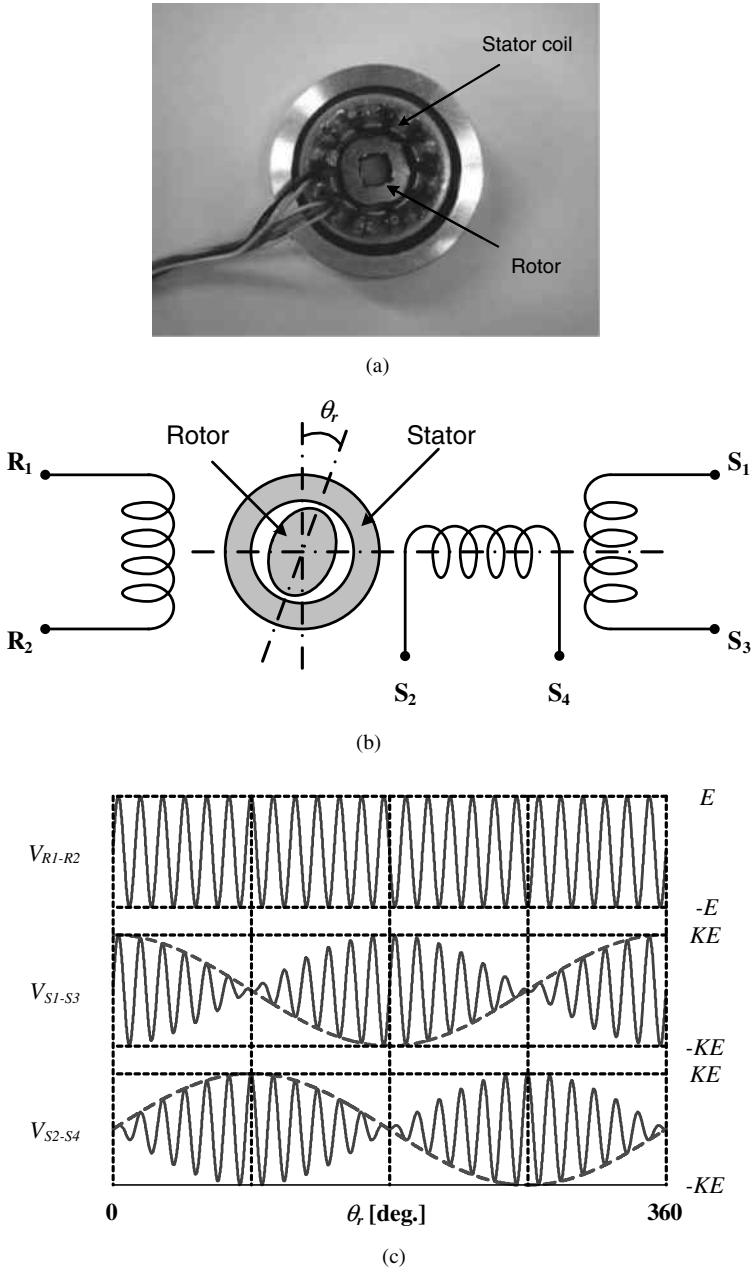 Stator coil
Rotor
(a)
θr
Rotor
Stator
R1
S1
R2
S3
S2
S4
(b)
E
VR1-R2
-E
KE
VS1-S3
-KE
KE
VS2-S4
-KE
0
θr [deg.]
360
(c)